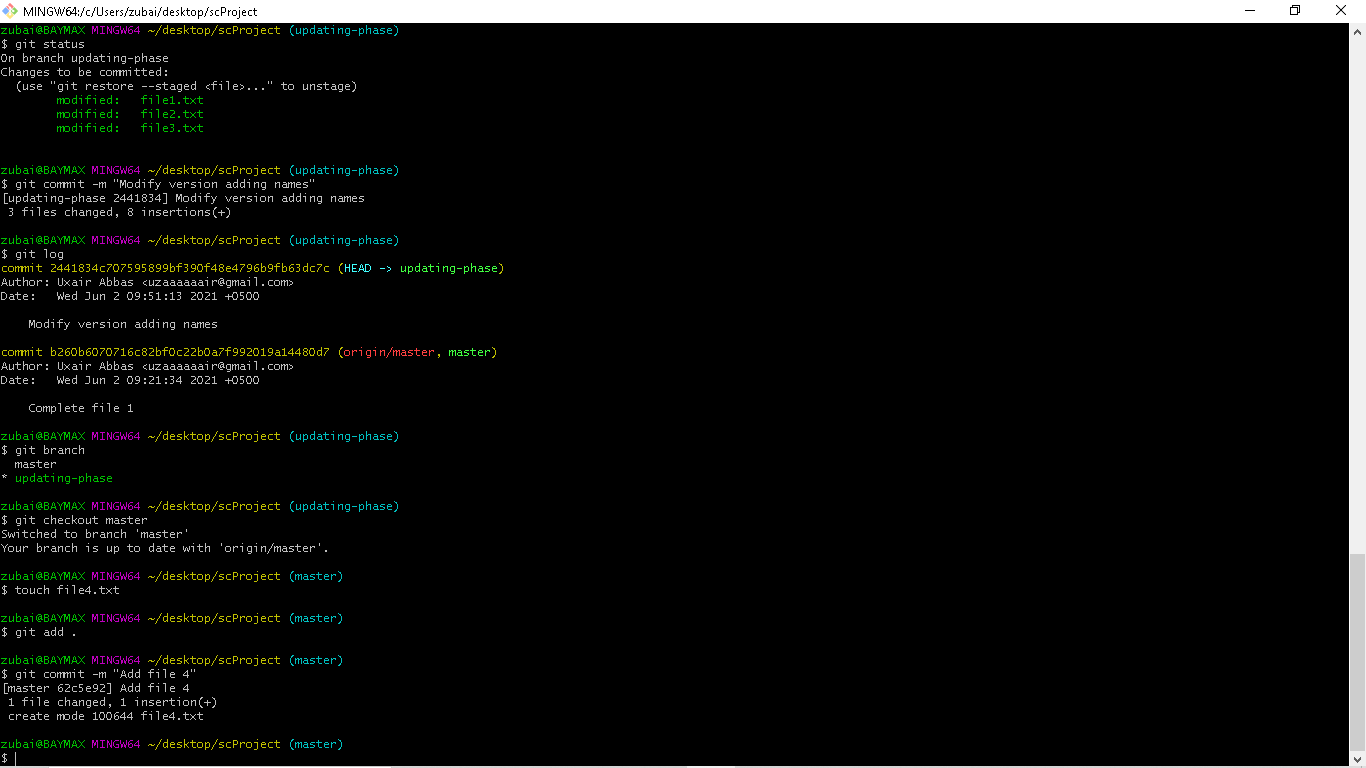 MINGW64:/c/Users/zubai/desktop/scProject
zubai@BAYMAX MINGW64 ~/desktop/scProject (updating-phase)
$ git status
On branch updating-phase
Changes to be committed:
  (use "git restore --staged <file>..." to unstage)
        modified:   file1.txt
        modified:   file2.txt
        modified:   file3.txt
zubai@BAYMAX MINGW64 ~/desktop/scProject (updating-phase)
$ git commit -m "Modify version adding names"
[updating-phase 2441834] Modify version adding names
 3 files changed, 8 insertions(+)
zubai@BAYMAX MINGW64 ~/desktop/scProject (updating-phase)
$ git log
commit 2441834c707595899bf390f48e4796b9fb63dc7c (HEAD -> updating-phase)
Author: Uxair Abbas <uzaaaaaair@gmail.com>
Date:   Wed Jun 2 09:51:13 2021 +0500
    Modify version adding names
commit b260b6070716c82bf0c22b0a7f992019a14480d7 (origin/master, master)
Author: Uxair Abbas <uzaaaaaair@gmail.com>
Date:   Wed Jun 2 09:21:34 2021 +0500
    Complete file 1
zubai@BAYMAX MINGW64 ~/desktop/scProject (updating-phase)
$ git branch
  master
* updating-phase
zubai@BAYMAX MINGW64 ~/desktop/scProject (updating-phase)
$ git checkout master
Switched to branch 'master'
Your branch is up to date with 'origin/master'.
zubai@BAYMAX MINGW64 ~/desktop/scProject (master)
$ touch file4.txt
zubai@BAYMAX MINGW64 ~/desktop/scProject (master)
$ git add .
zubai@BAYMAX MINGW64 ~/desktop/scProject (master)
$ git commit -m "Add file 4"
[master 62c5e92] Add file 4
 1 file changed, 1 insertion(+)
 create mode 100644 file4.txt
zubai@BAYMAX MINGW64 ~/desktop/scProject (master)
$